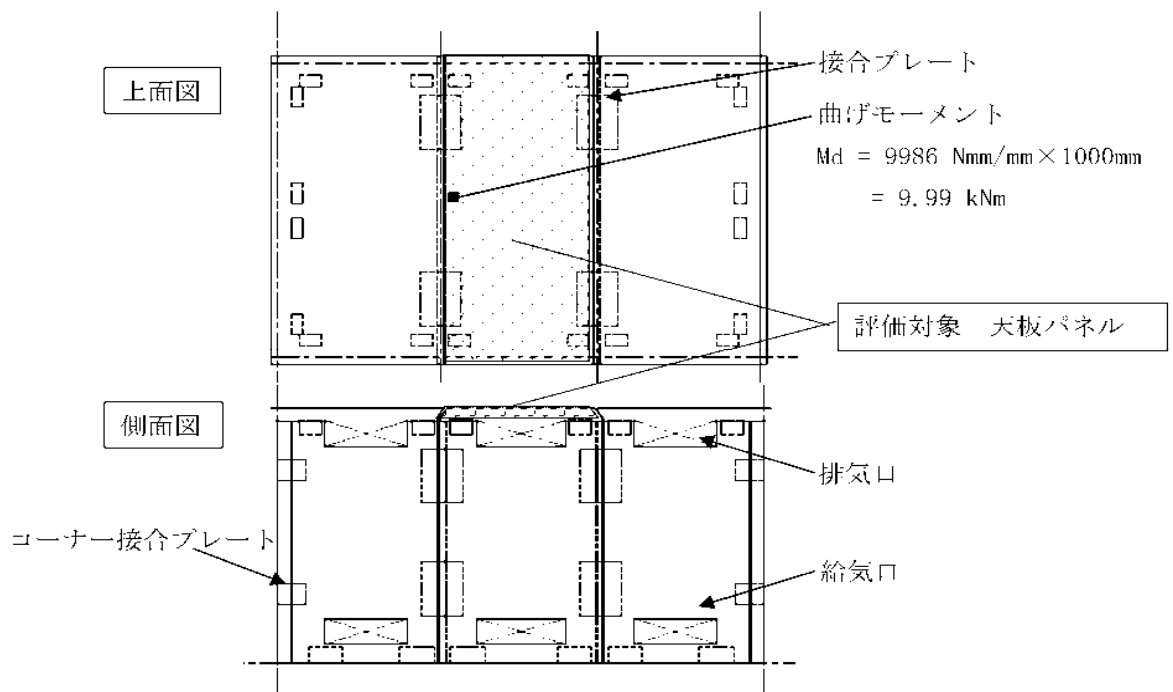 上面図
接合プレート
曲げモーメント
Md = 9986 Nmm/mm×1000mm
= 9.99 kNm
評価対象 天板パネル
側面図
排気口
コーナー接合プレート
給気口